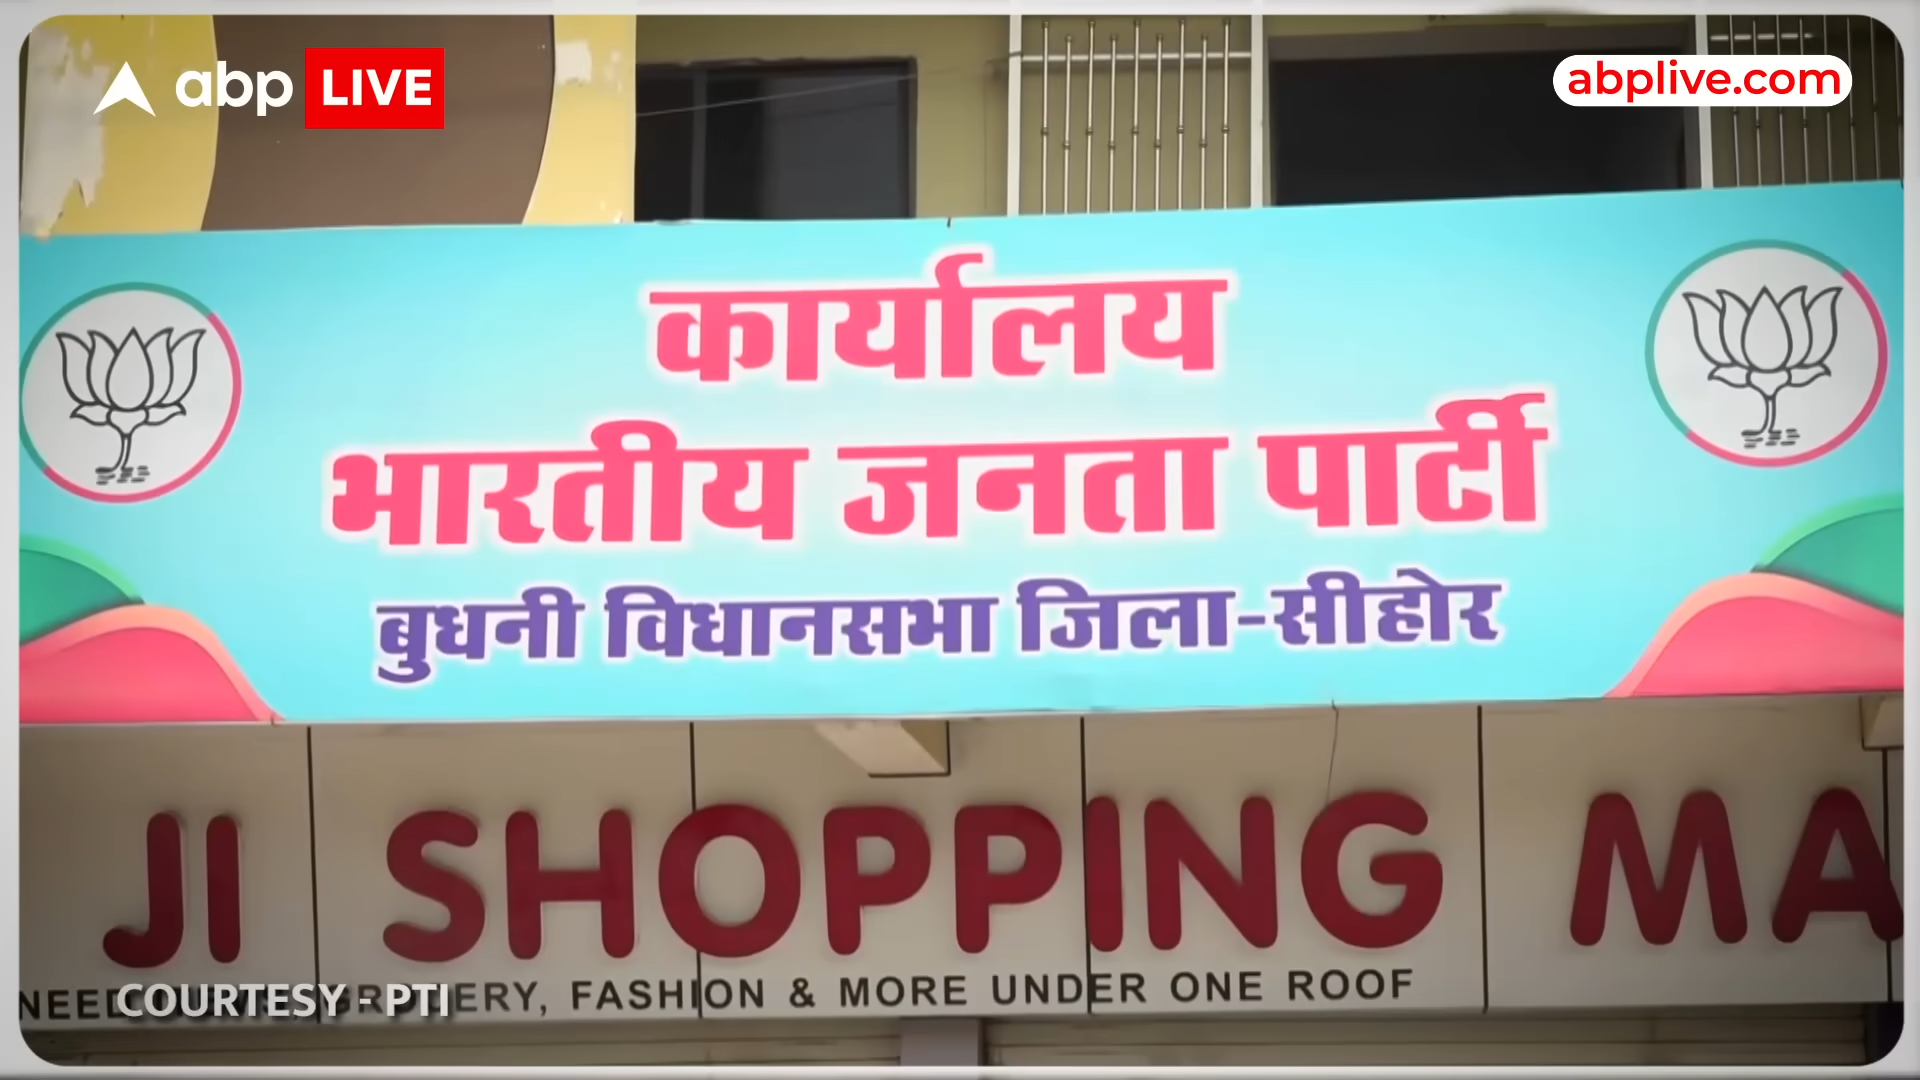 abp LIVE
abplive.com
कार्यालय
भारतीय जनता पार्टी
बुधनी विधानसभा जिला-सीहोर
JI SHOPPING MA
FASHION & MORE UNDER ONE ROOF
COURTESY - PTI